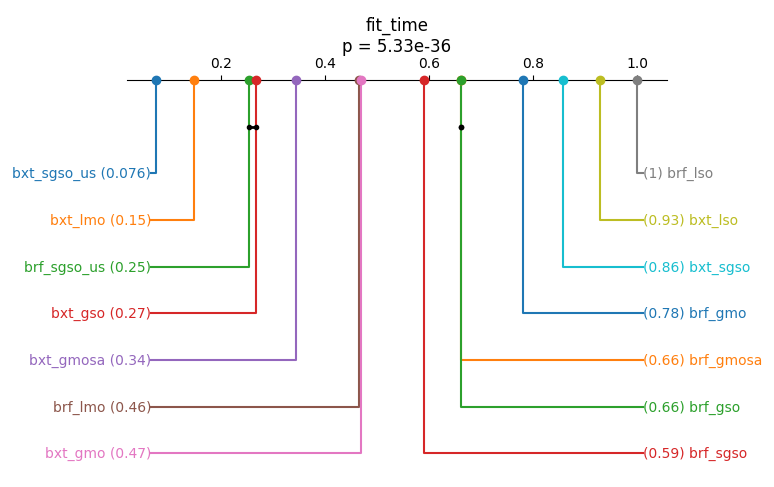 fit_time
p = 5.33e-36
0.2 0.4 0.6 0.8 1.0
bxt_sgso_us (0.076)
bxt_lmo (0.15)
brf_sgso_us (0.25)
bxt_gso (0.27)
bxt_gmosa (0.34)
brf_lmo (0.46)
bxt_gmo (0.47)
(1) brf_lso
(0.93) bxt_lso
(0.86) bxt_sgso
(0.78) brf_gmo
(0.66) brf_gmosa
(0.66) brf_gso
(0.59) brf_sgso